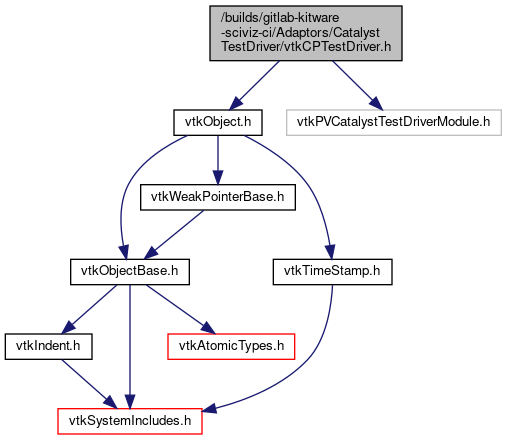 /builds/gitlab-kitware
-sciviz-ci/Adaptors/Catalyst
TestDriver/vtkCPTestDriver.h
vtkObject.h
vtkPVCatalystTestDriverModule.h
vtkWeakPointerBase.h
vtkObjectBase.h
vtkTimeStamp.h
vtkIndent.h
vtkAtomicTypes.h
vtkSystemIncludes.h